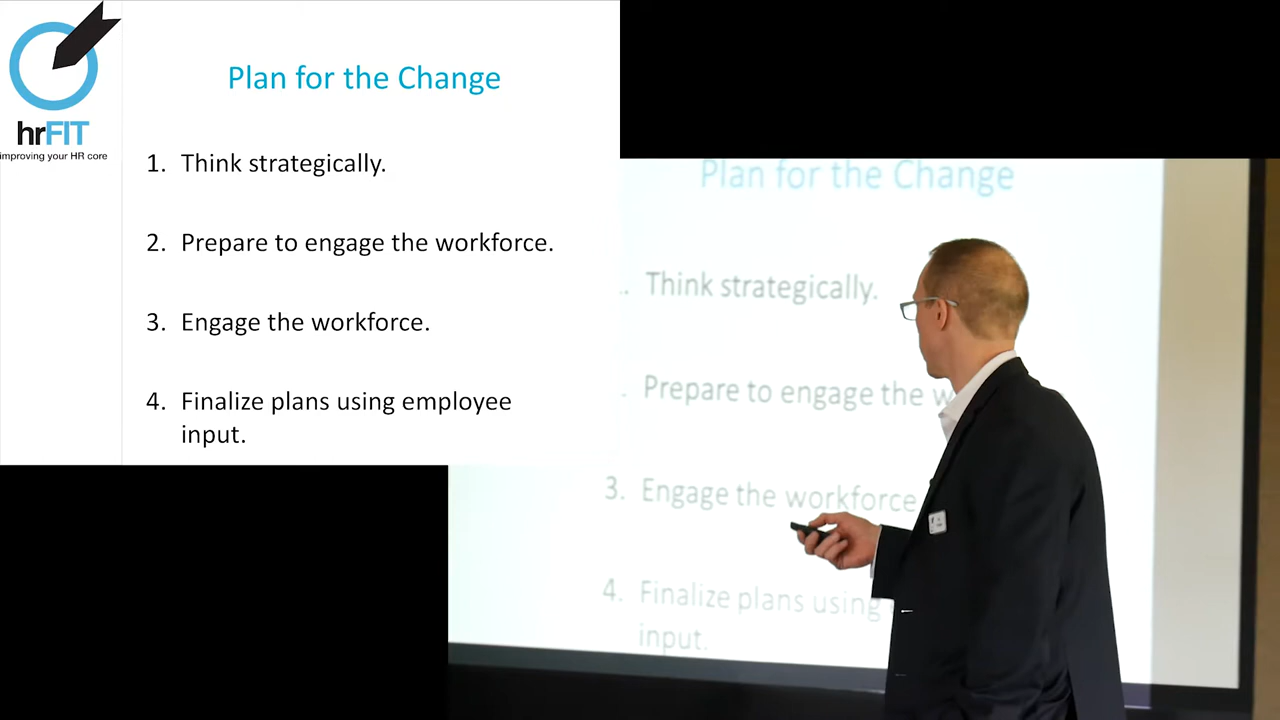 hrFIT
improving your HR core
Plan for the Change
1. Think strategically.
2. Prepare to engage the workforce.
3. Engage the workforce.
4. Finalize plans using employee
input.
Plan for the Change
Think strategically.
Prepare to engage the
3. Engage the workforce
4. Finalize plans using
input.